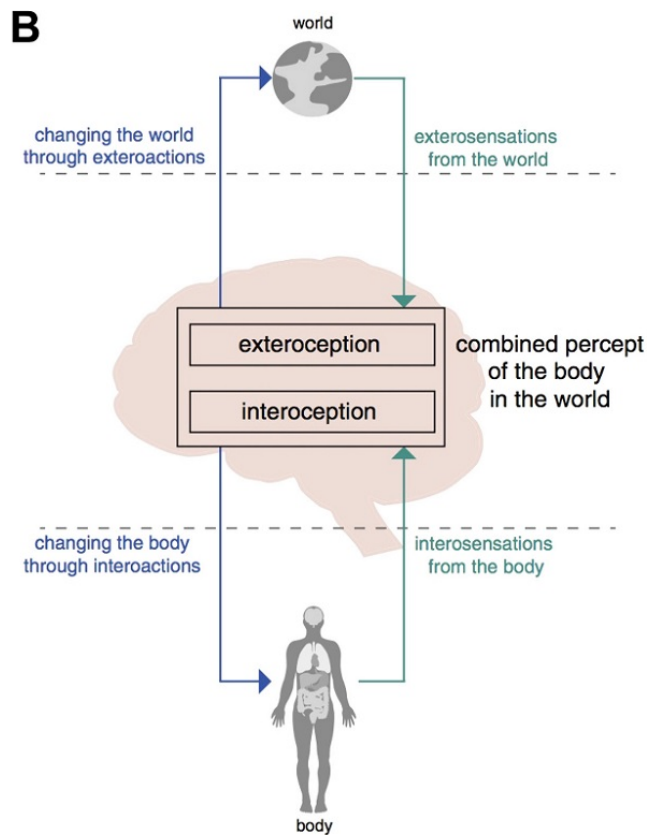 B
world
changing the world
through exteroactions
exterosensations
from the world
exteroception
interoception
combined percept
of the body
in the world
changing the body
through interoactions
interosensations
from the body
body